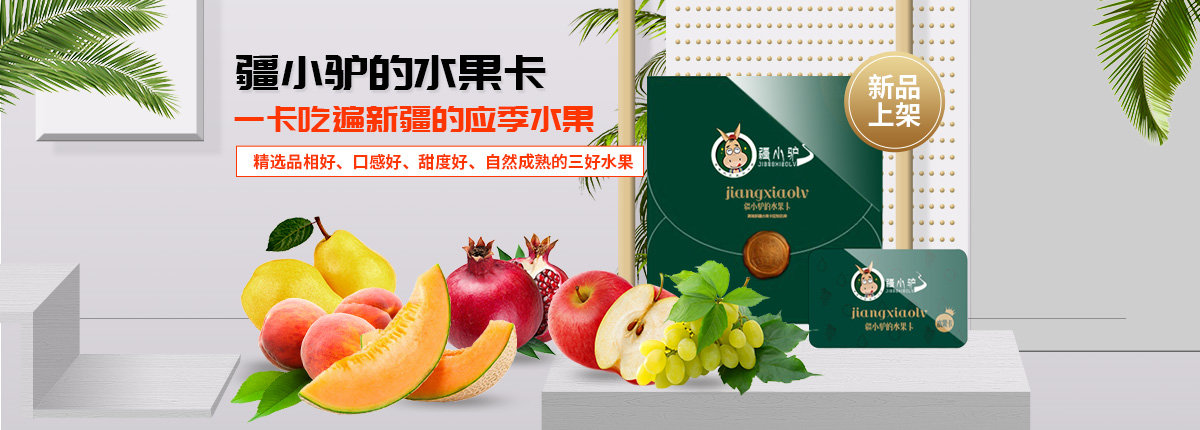 疆小驴的水果卡
一卡吃遍新疆的应季水果
精选品相好、口感好、甜度好、自然成熟的三好水果
新品
上架
疆小驴
jiangxiaolv
疆小驴的水果卡
疆小驴
jiangxiaolv
疆小驴的水果卡